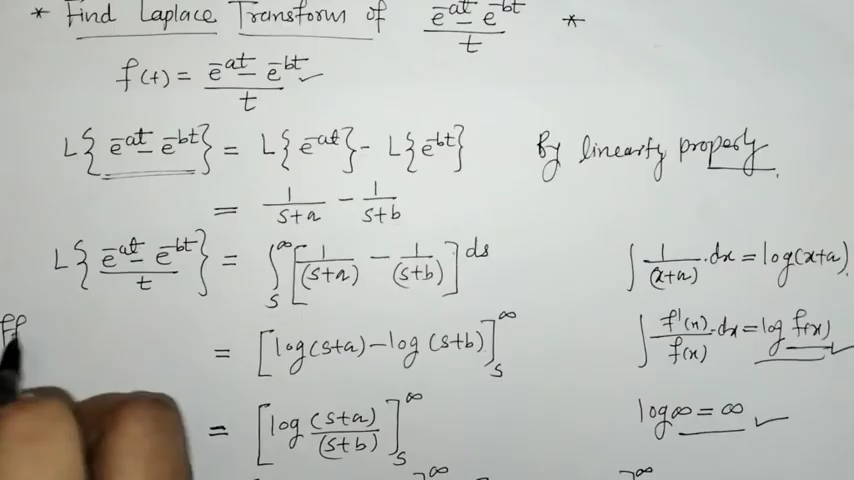 * Find Laplace Transform of (e^-at - e^-bt)/t *
f(t) = (e^-at - e^-bt)/t ✓
L{e^-at - e^-bt} = L{e^-at} - L{e^-bt} By linearity property.
= 1/(s+a) - 1/(s+b)
L{(e^-at - e^-bt)/t} = ∫_s^∞ [1/(s+a) - 1/(s+b)] ds ∫ 1/(x+a) .dx = log(x+a)
= [log(s+a) - log(s+b)]_s^∞ ∫ f'(x)/f(x) .dx = log f(x) ✓
= [log (s+a)/(s+b)]_s^∞ log∞ = ∞ ✓